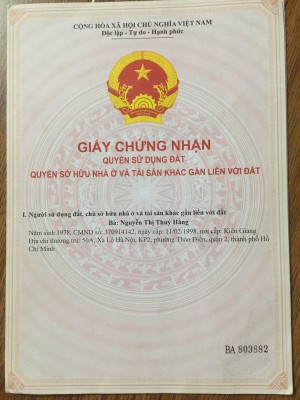 CỘNG HÒA XÃ HỘI CHỦ NGHĨA VIỆT NAM
Độc lập - Tự do - Hạnh phúc
GIẤY CHỨNG NHẬN
QUYỀN SỬ DỤNG ĐẤT
QUYỀN SỞ HỮU NHÀ Ở VÀ TÀI SẢN KHÁC GẮN LIỀN VỚI ĐẤT
I. Người sử dụng đất, chủ sở hữu nhà ở và tài sản khác gắn liền với đất
Bà: Nguyễn Thị Thuý Hằng
Năm sinh 1978, CMND số: 370914142, ngày cấp: 11/02/1998, nơi cấp: Kiên Giang
Địa chỉ thường trú: 50A, Xa Lộ Hà Nội, KP2, phường Thảo Điền, quận 2, thành phố Hồ
Chí Minh
BA 803882